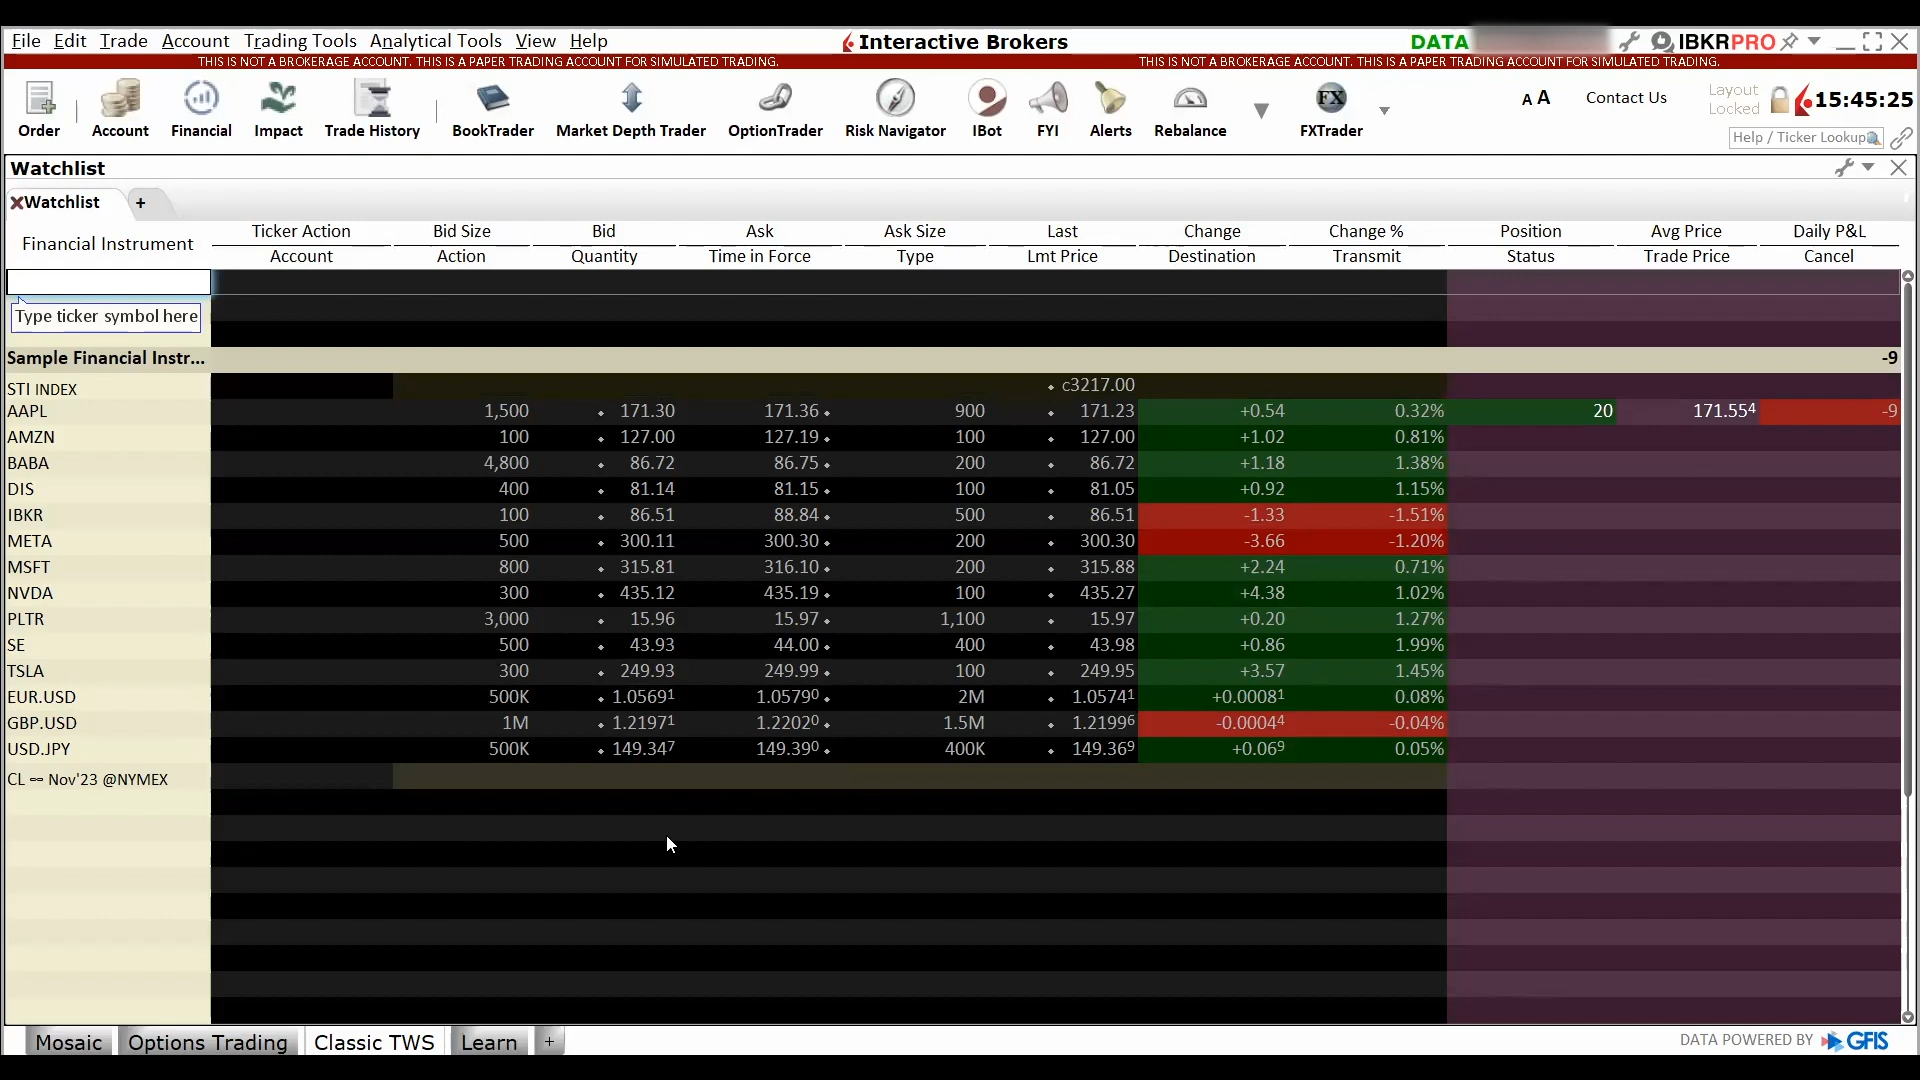 File Edit Trade Account Trading Tools Analytical Tools View Help Interactive Brokers DATA IBKRPRO
THIS IS NOT A BROKERAGE ACCOUNT. THIS IS A PAPER TRADING ACCOUNT FOR SIMULATED TRADING. THIS IS NOT A BROKERAGE ACCOUNT. THIS IS A PAPER TRADING ACCOUNT FOR SIMULATED TRADING.
FX A A Contact Us Layout Locked 15:45:25
Order Account Financial Impact Trade History BookTrader Market Depth Trader OptionTrader Risk Navigator IBot FYI Alerts Rebalance FXTrader Help / Ticker Lookup
Watchlist
Watchlist +
Financial Instrument
Ticker Action Bid Size Bid Ask Ask Size Last Change Change % Position Avg Price Daily P&L
Account Action Quantity Time in Force Type Lmt Price Destination Transmit Status Trade Price Cancel
Type ticker symbol here
Sample Financial Instr... -9
STI INDEX c3217.00
AAPL 1,500 171.30 171.36 900 171.23 +0.54 0.32% 20 171.55⁴ -9
AMZN 100 127.00 127.19 100 127.00 +1.02 0.81%
BABA 4,800 86.72 86.75 200 86.72 +1.18 1.38%
DIS 400 81.14 81.15 100 81.05 +0.92 1.15%
IBKR 100 86.51 88.84 500 86.51 -1.33 -1.51%
META 500 300.11 300.30 200 300.30 -3.66 -1.20%
MSFT 800 315.81 316.10 200 315.88 +2.24 0.71%
NVDA 300 435.12 435.19 100 435.27 +4.38 1.02%
PLTR 3,000 15.96 15.97 1,100 15.97 +0.20 1.27%
SE 500 43.93 44.00 400 43.98 +0.86 1.99%
TSLA 300 249.93 249.99 100 249.95 +3.57 1.45%
EUR.USD 500K 1.0569¹ 1.0579⁰ 2M 1.0574¹ +0.0008¹ 0.08%
GBP.USD 1M 1.2197¹ 1.2202⁰ 1.5M 1.2199⁶ -0.0004⁴ -0.04%
USD.JPY 500K 149.34⁷ 149.39⁰ 400K 149.36⁹ +0.06⁹ 0.05%
CL Nov'23 @NYMEX
Mosaic Options Trading Classic TWS Learn + DATA POWERED BY GFIS